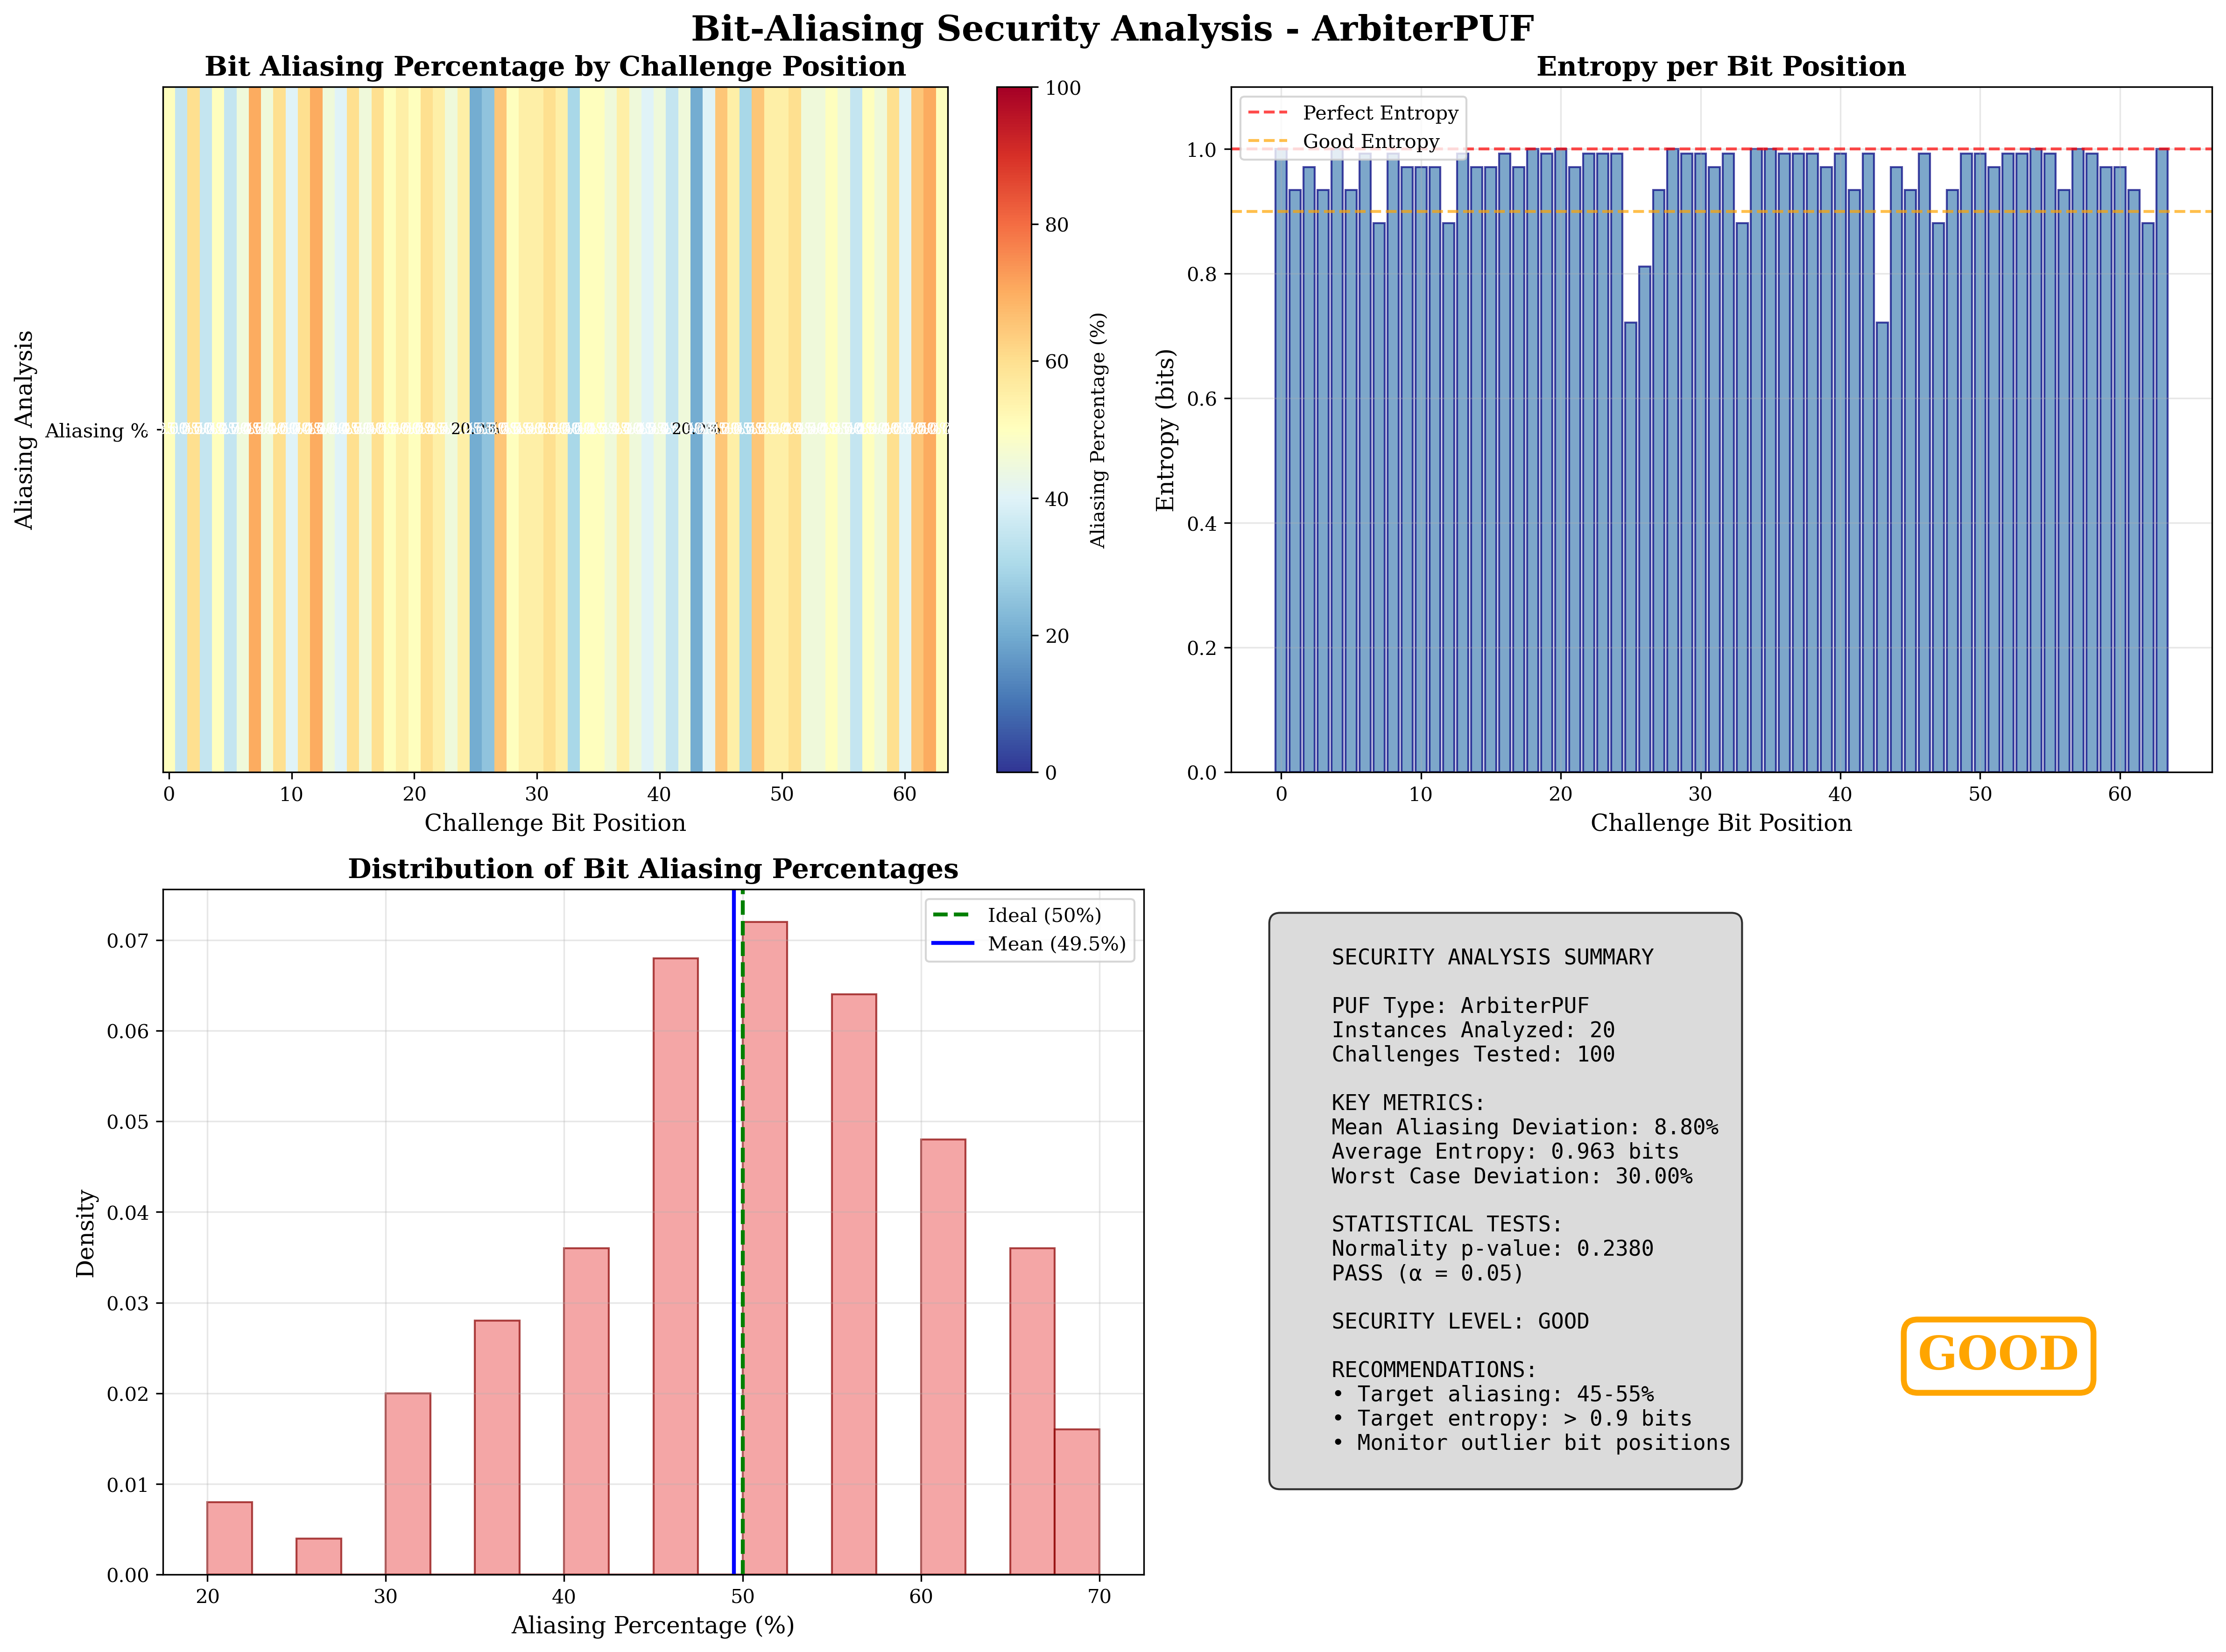 Bit-Aliasing Security Analysis - ArbiterPUF
Bit Aliasing Percentage by Challenge Position
Aliasing Analysis
Aliasing %
0 10 20 30 40 50 60
Challenge Bit Position
100
80
60
40
20
0
Aliasing Percentage (%)
Entropy per Bit Position
Perfect Entropy
Good Entropy
Entropy (bits)
1.0
0.8
0.6
0.4
0.2
0.0
0 10 20 30 40 50 60
Challenge Bit Position
Distribution of Bit Aliasing Percentages
Ideal (50%)
Mean (49.5%)
Density
0.07
0.06
0.05
0.04
0.03
0.02
0.01
0.00
20 30 40 50 60 70
Aliasing Percentage (%)
SECURITY ANALYSIS SUMMARY
PUF Type: ArbiterPUF
Instances Analyzed: 20
Challenges Tested: 100
KEY METRICS:
Mean Aliasing Deviation: 8.80%
Average Entropy: 0.963 bits
Worst Case Deviation: 30.00%
STATISTICAL TESTS:
Normality p-value: 0.2380
PASS (α = 0.05)
SECURITY LEVEL: GOOD
RECOMMENDATIONS:
• Target aliasing: 45-55%
• Target entropy: > 0.9 bits
• Monitor outlier bit positions
GOOD